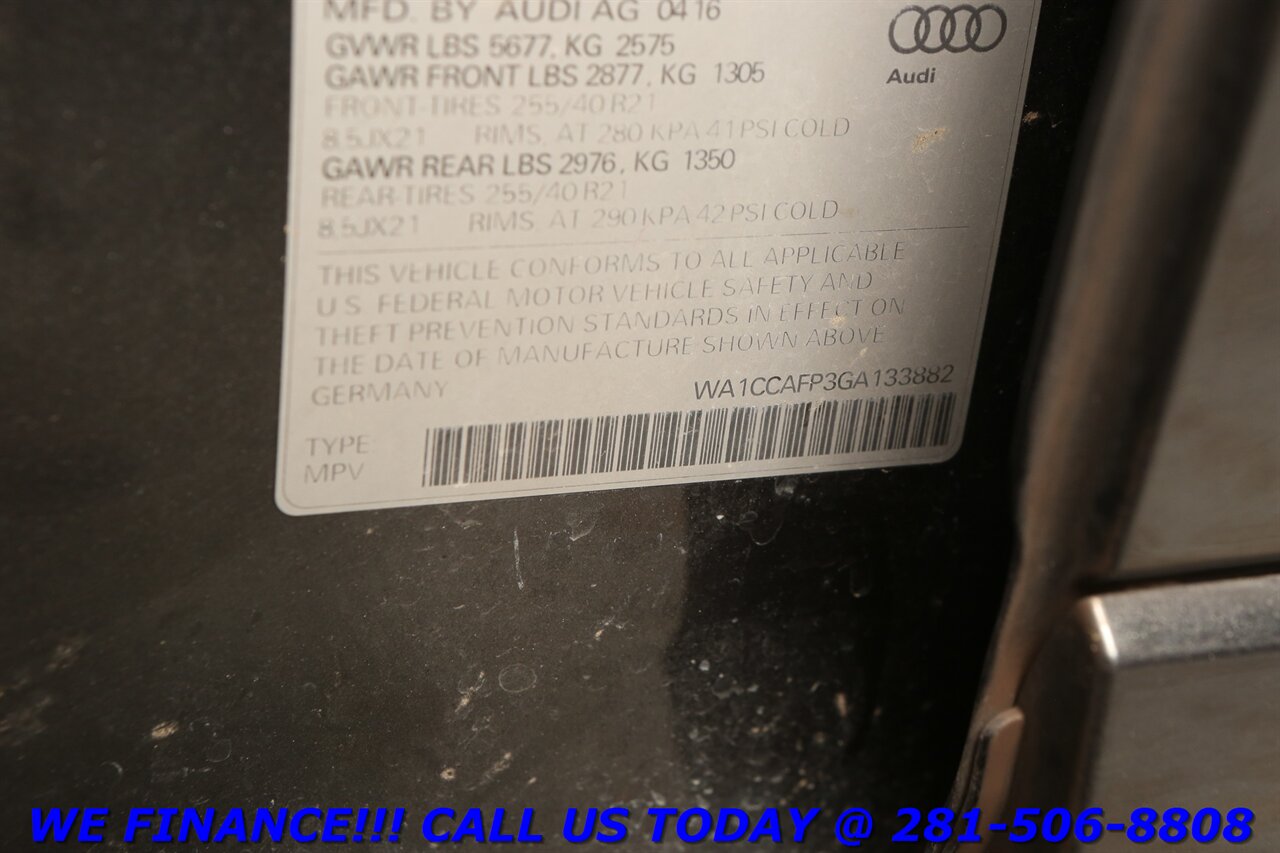 MFD. BY AUDI AG 04 16
GVWR LBS 5677, KG 2575
GAWR FRONT LBS 2877, KG 1305
FRONT-TIRES 255/40 R21
8.5JX21 RIMS, AT 280 KPA 41PSI COLD
GAWR REAR LBS 2976, KG 1350
REAR-TIRES 255/40 R21
8.5JX21 RIMS, AT 290 KPA 42 PSI COLD
Audi
THIS VEHICLE CONFORMS TO ALL APPLICABLE
U S FEDERAL MOTOR VEHICLE SAFETY AND
THEFT PREVENTION STANDARDS IN EFFECT ON
THE DATE OF MANUFACTURE SHOWN ABOVE
GERMANY WA1CCAFP3GA133882
TYPE
MPV
WE FINANCE!!! CALL US TODAY @ 281-506-8808